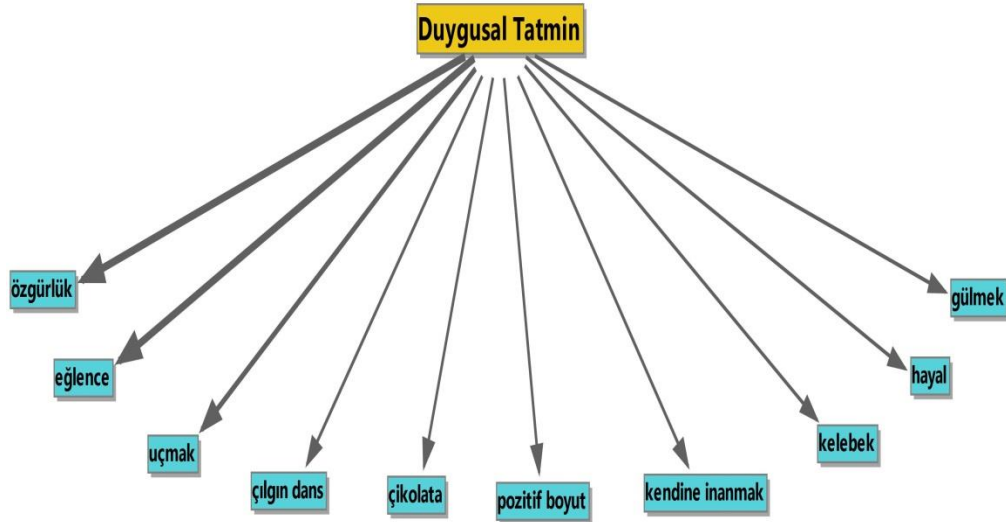 Duygusal Tatmin
özgürlük
eğlence
uçmak
çılgın dans
çikolata
pozitif boyut
kendine inanmak
kelebek
hayal
gülmek